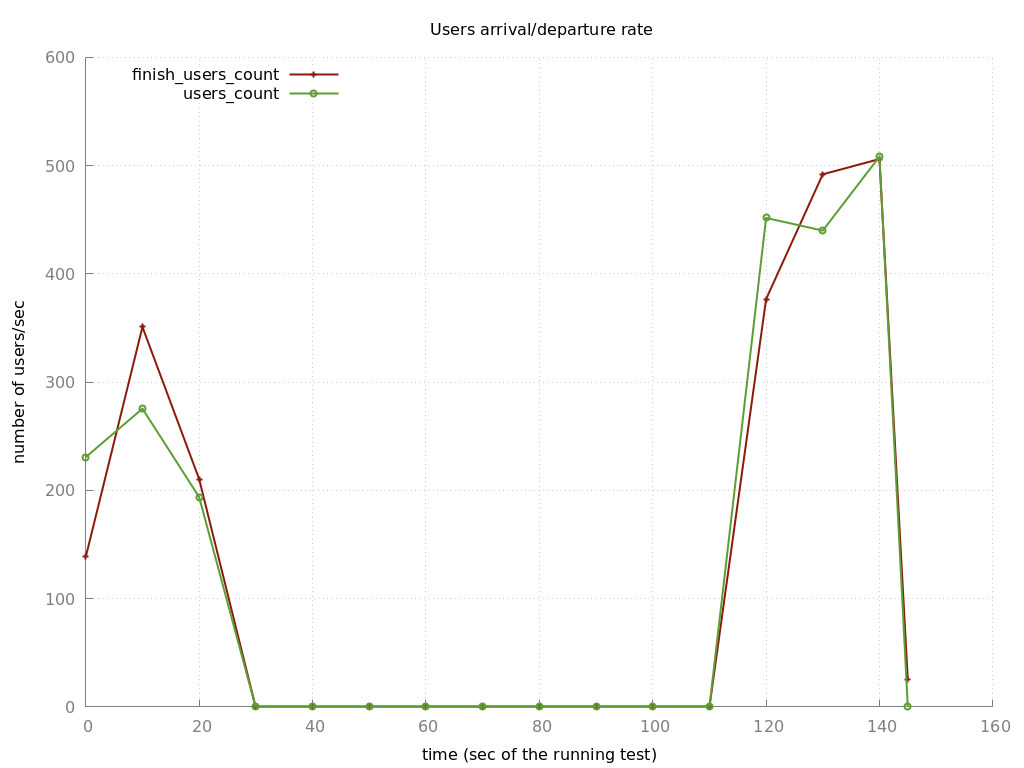 Users arrival/departure rate
600
500
400
300
200
100
0
finish_users_count
users_count
number of users/sec
0 20 40 60 80 100 120 140 160
time (sec of the running test)